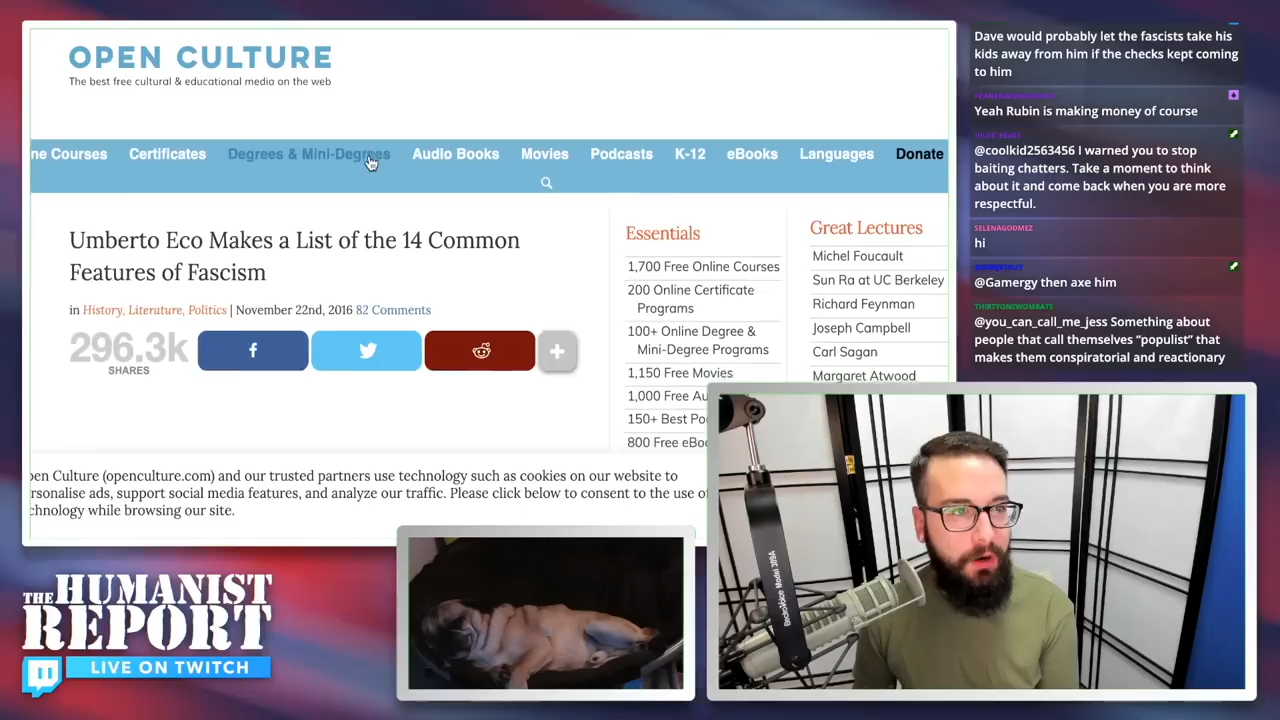 OPEN CULTURE
The best free cultural & educational media on the web
ne Courses
Certificates
Degrees & Mini-Degrees
Audio Books
Movies
Podcasts
K-12
eBooks
Languages
Donate
Umberto Eco Makes a List of the 14 Common
Features of Fascism
in History, Literature, Politics | November 22nd, 2016 82 Comments
296.3k
SHARES
Essentials
1,700 Free Online Courses
200 Online Certificate
Programs
100+ Online Degree &
Mini-Degree Programs
1,150 Free Movies
1,000 Free Au
150+ Best Po
800 Free eBo
Great Lectures
Michel Foucault
Sun Ra at UC Berkeley
Richard Feynman
Joseph Campbell
Carl Sagan
Margaret Atwood
pen Culture (openculture.com) and our trusted partners use technology such as cookies on our website to
rsonalise ads, support social media features, and analyze our traffic. Please click below to consent to the use of
chnology while browsing our site.
Dave would probably let the fascists take his
kids away from him if the checks kept coming
to him
Yeah Rubin is making money of course
HILDE_BEAST
@coolkid2563456 I warned you to stop
baiting chatters. Take a moment to think
about it and come back when you are more
respectful.
SELENAGODMEZ
hi
@Gamergy then axe him
THIRTYONEWOMBATS
@you_can_call_me_jess Something about
people that call themselves “populist” that
makes them conspiratorial and reactionary
THE HUMANIST
REPORT
LIVE ON TWITCH
ElectroVoice Model 309A